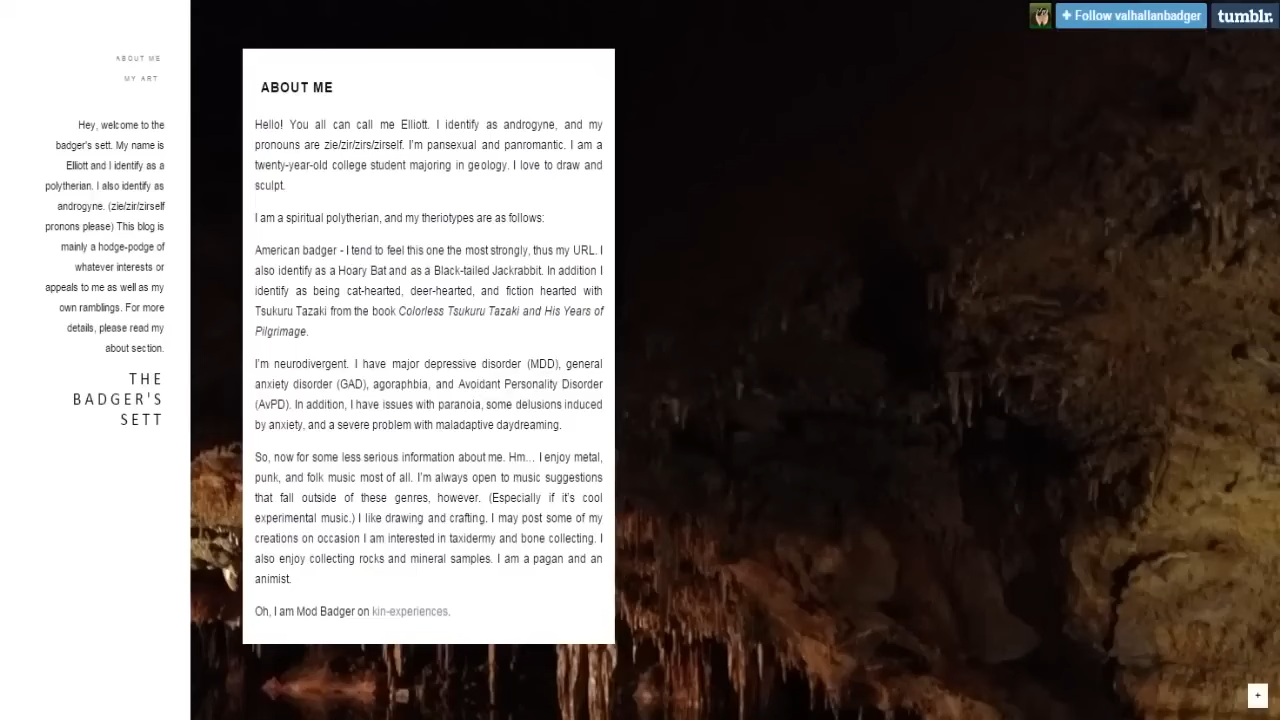 + Follow valhallanbadger
tumblr.
ABOUT ME
MY ART
Hey, welcome to the
badger's sett. My name is
Elliott and I identify as a
polytherian. I also identify as
androgyne. (zie/zir/zirself
pronons please) This blog is
mainly a hodge-podge of
whatever interests or
appeals to me as well as my
own ramblings. For more
details, please read my
about section.
THE
BADGER'S
SETT
ABOUT ME
Hello! You all can call me Elliott. I identify as androgyne, and my
pronouns are zie/zir/zirs/zirself. I'm pansexual and panromantic. I am a
twenty-year-old college student majoring in geology. I love to draw and
sculpt.
I am a spiritual polytherian, and my theriotypes are as follows:
American badger - I tend to feel this one the most strongly, thus my URL. I
also identify as a Hoary Bat and as a Black-tailed Jackrabbit. In addition I
identify as being cat-hearted, deer-hearted, and fiction hearted with
Tsukuru Tazaki from the book Colorless Tsukuru Tazaki and His Years of
Pilgrimage.
I'm neurodivergent. I have major depressive disorder (MDD), general
anxiety disorder (GAD), agoraphbia, and Avoidant Personality Disorder
(AvPD). In addition, I have issues with paranoia, some delusions induced
by anxiety, and a severe problem with maladaptive daydreaming.
So, now for some less serious information about me. Hm... I enjoy metal,
punk, and folk music most of all. I'm always open to music suggestions
that fall outside of these genres, however. (Especially if it's cool
experimental music.) I like drawing and crafting. I may post some of my
creations on occasion I am interested in taxidermy and bone collecting. I
also enjoy collecting rocks and mineral samples. I am a pagan and an
animist.
Oh, I am Mod Badger on kin-experiences.
+